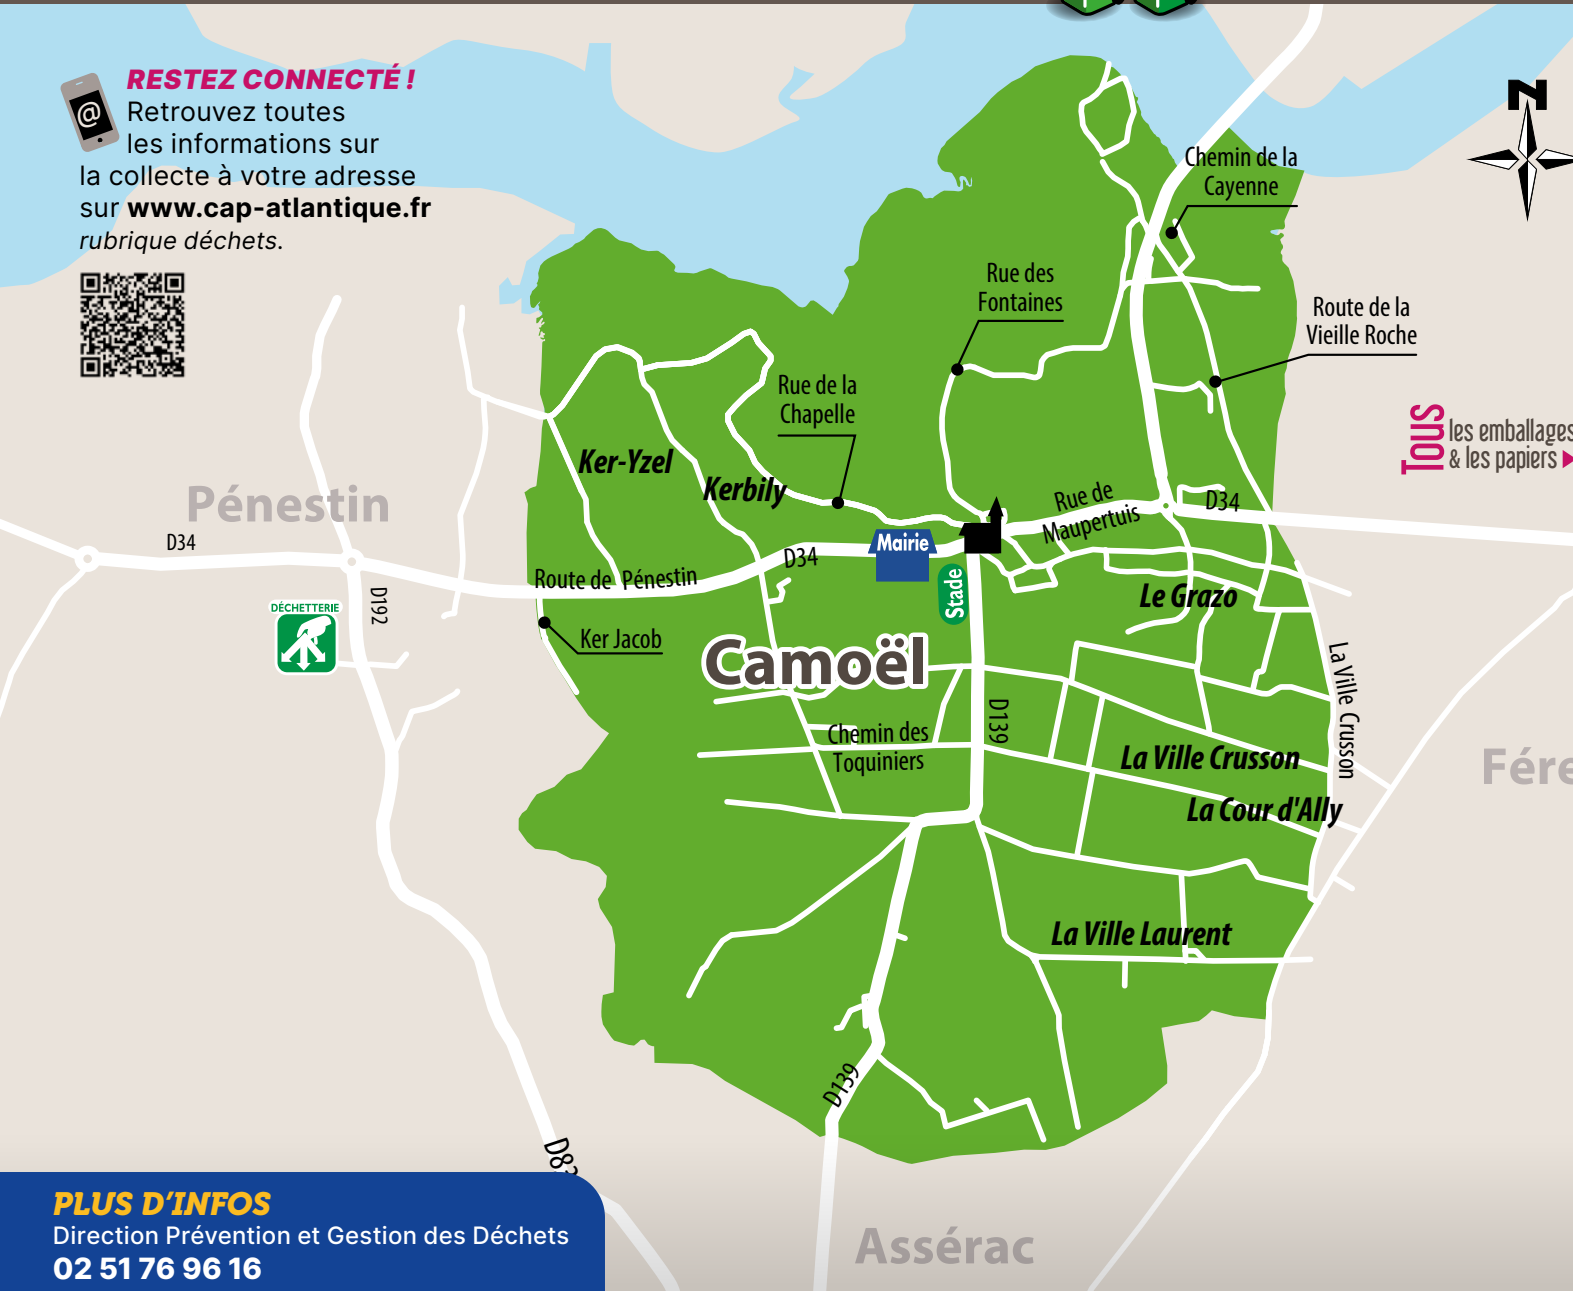 RESTEZ CONNECTÉ !
@
Retrouvez toutes
les informations sur
la collecte à votre adresse
sur www.cap-atlantique.fr
rubrique déchets.
N
Chemin de la
Cayenne
Rue des
Fontaines
Route de la
Vieille Roche
Rue de la
Chapelle
Tous
les emballages
& les papiers
Ker-Yzel
Kerbily
Pénestin
D34
Rue de
Maupertuis
D34
Mairie
D34
Route de Pénestin
Stade
D192
DÉCHETTERIE
Le Grazo
Ker Jacob
Camoël
La Ville Crusson
D139
Chemin des
Toquiniers
La Ville Crusson
La Cour d'Ally
La Ville Laurent
D139
Assérac
PLUS D'INFOS
Direction Prévention et Gestion des Déchets
02 51 76 96 16